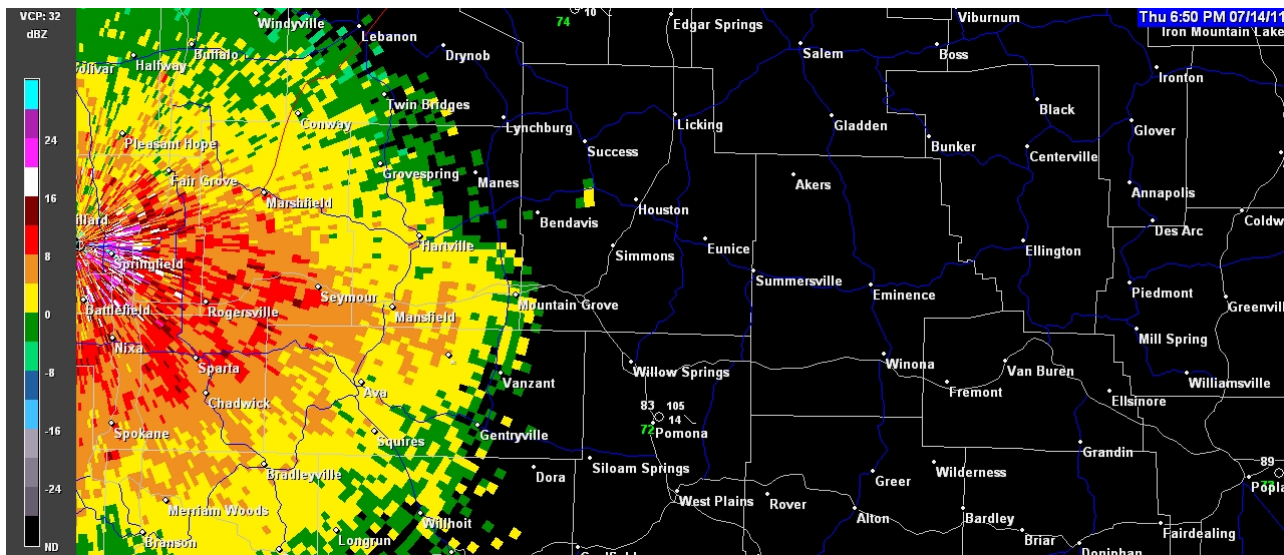 VCP: 32
dBZ
24
16
8
0
-8
-16
-24
ND
Thu 6:50 PM 07/14/11
74
10
Windyville
Edgar Springs
Viburnum
Iron Mountain Lake
Lebanon
Buffalo
Halfway
olivar
Drynob
Salem
Boss
Ironton
Twin Bridges
Black
Conway
Lynchburg
Licking
Gladden
Glover
Pleasant Hope
Success
Bunker
Centerville
Fair Grove
Grovespring
Manes
Akers
Annapolis
Marshfield
Houston
illard
Bendavis
Coldw
Des Arc
Hartville
Simmons
Eunice
Ellington
Springfield
Summersville
Seymour
Eminence
Piedmont
Battlefield
Rogersville
Mansfield
Mountain Grove
Greenville
Nixa
Mill Spring
Sparta
Willow Springs
Winona
Van Buren
Vanzant
Fremont
Williamsville
Ava
Chadwick
Ellsinore
83
105
14
72
Pomona
Spokane
Squires
Gentryville
Grandin
Bradleyville
Siloam Springs
Dora
Greer
Wilderness
89
Popla
Merriam Woods
West Plains
Rover
Willhoit
Alton
Bardley
Branson
Longrun
Briar
Fairdealing
Doniphan